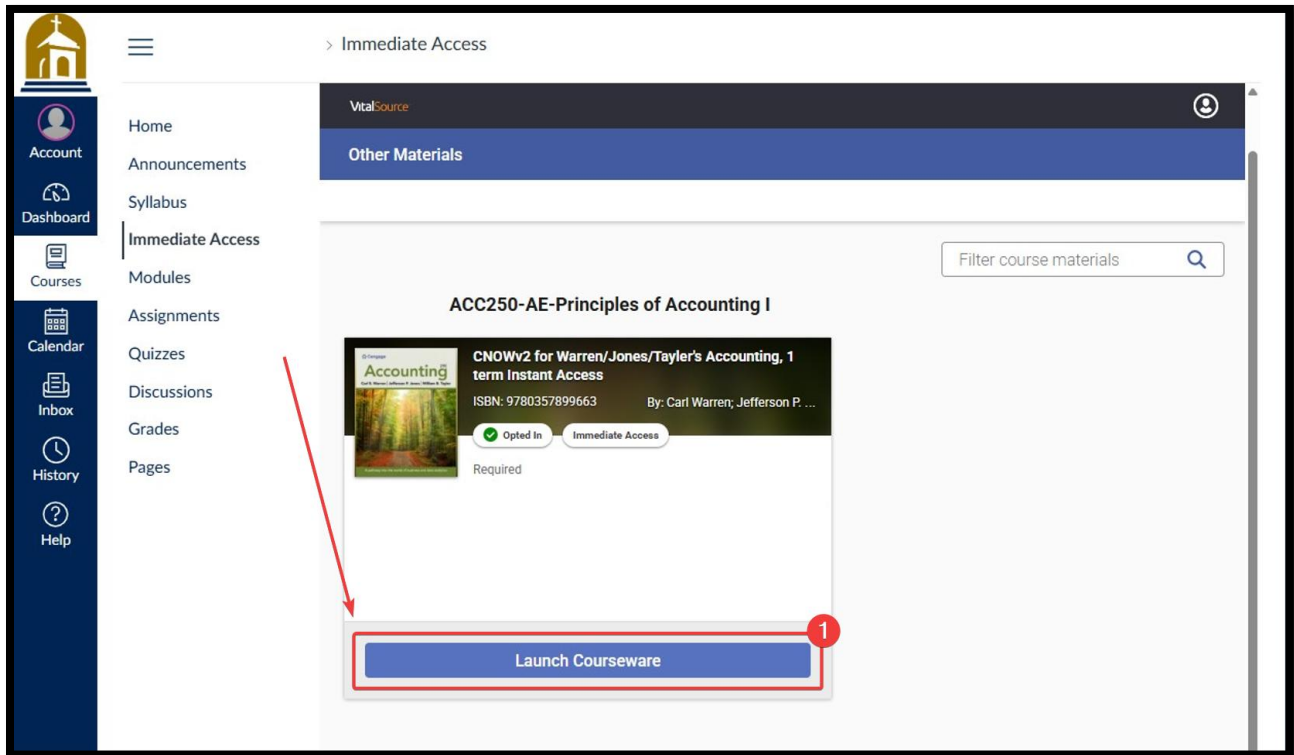 > Immediate Access
Account
Dashboard
Courses
Calendar
Inbox
History
Help
Home
Announcements
Syllabus
Immediate Access
Modules
Assignments
Quizzes
Discussions
Grades
Pages
VitalSource
Other Materials
Filter course materials
ACC250-AE-Principles of Accounting I
Cengage
Accounting
CNOWv2 for Warren/Jones/Tayler's Accounting, 1
term Instant Access
ISBN: 9780357899663 By: Carl Warren; Jefferson P. ...
Opted In Immediate Access
Required
1
Launch Courseware